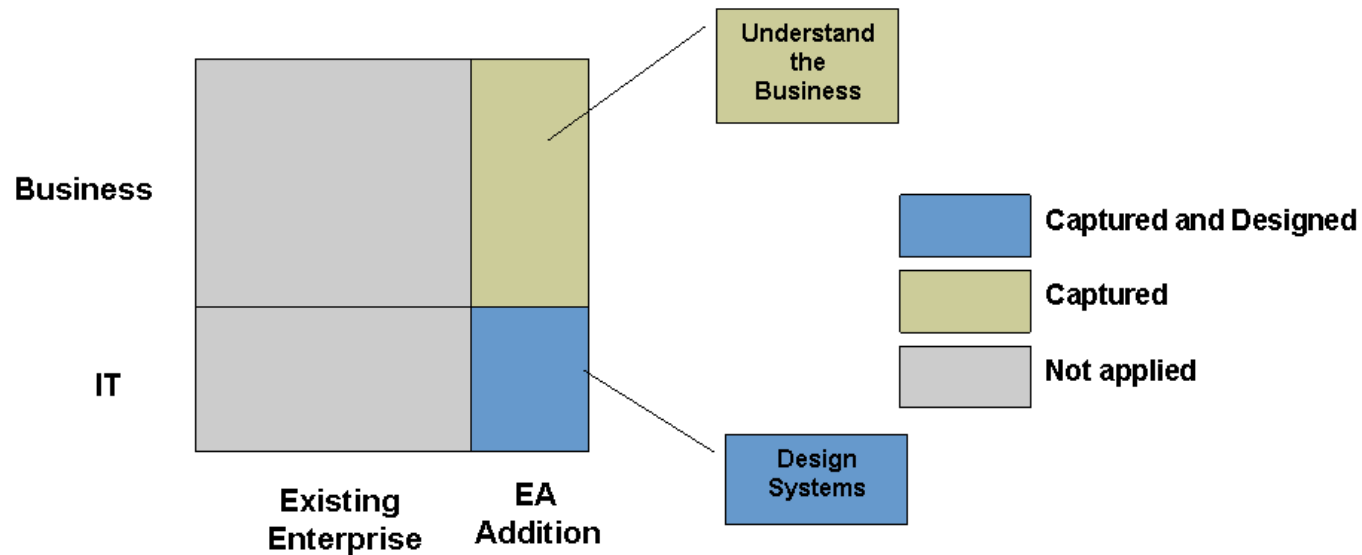 Understand
the
Business
Business
Captured and Designed
Captured
IT
Not applied
Design
Systems
Existing
Enterprise
EA
Addition